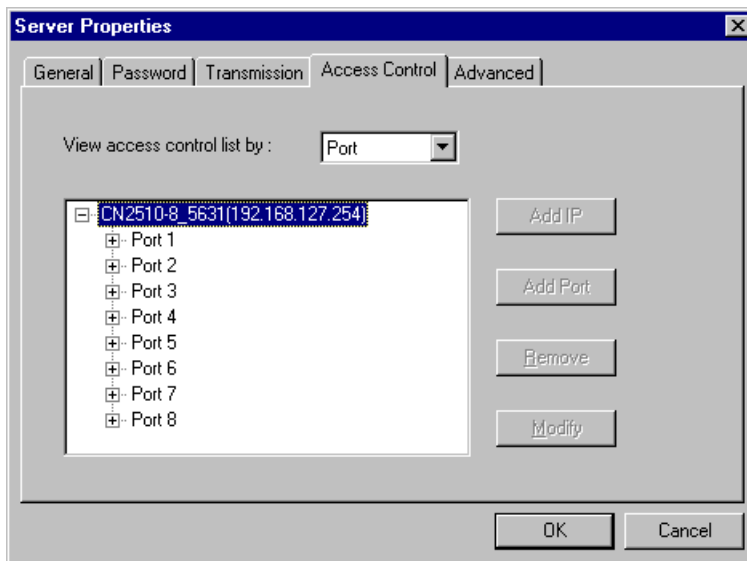 Server Properties
General Password Transmission Access Control Advanced
View access control list by : Port
CN2510-8_5631(192.168.127.254)
Port 1
Port 2
Port 3
Port 4
Port 5
Port 6
Port 7
Port 8
Add IP
Add Port
Remove
Modify
OK Cancel